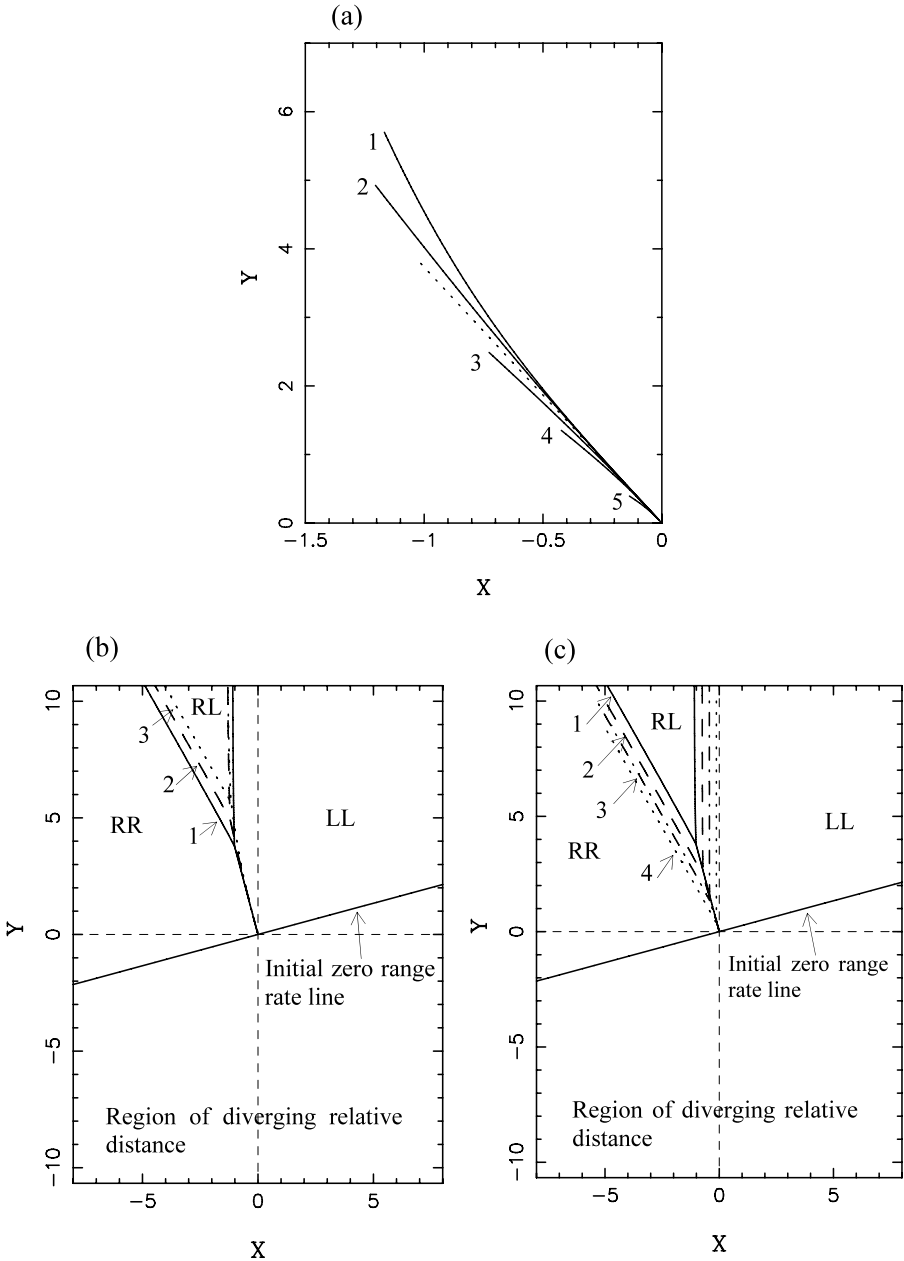 (a)
6
4
2
0
Y
1
2
3
4
5
−1.5
−1
−0.5
0
X
(b)
10
5
0
−5
−10
Y
RL
3
2
1
RR
LL
Initial zero range
rate line
Region of diverging relative
distance
−5
0
5
X
(c)
10
5
0
−5
−10
Y
1
RL
2
3
RR
4
LL
Initial zero range
rate line
Region of diverging relative
distance
−5
0
5
X